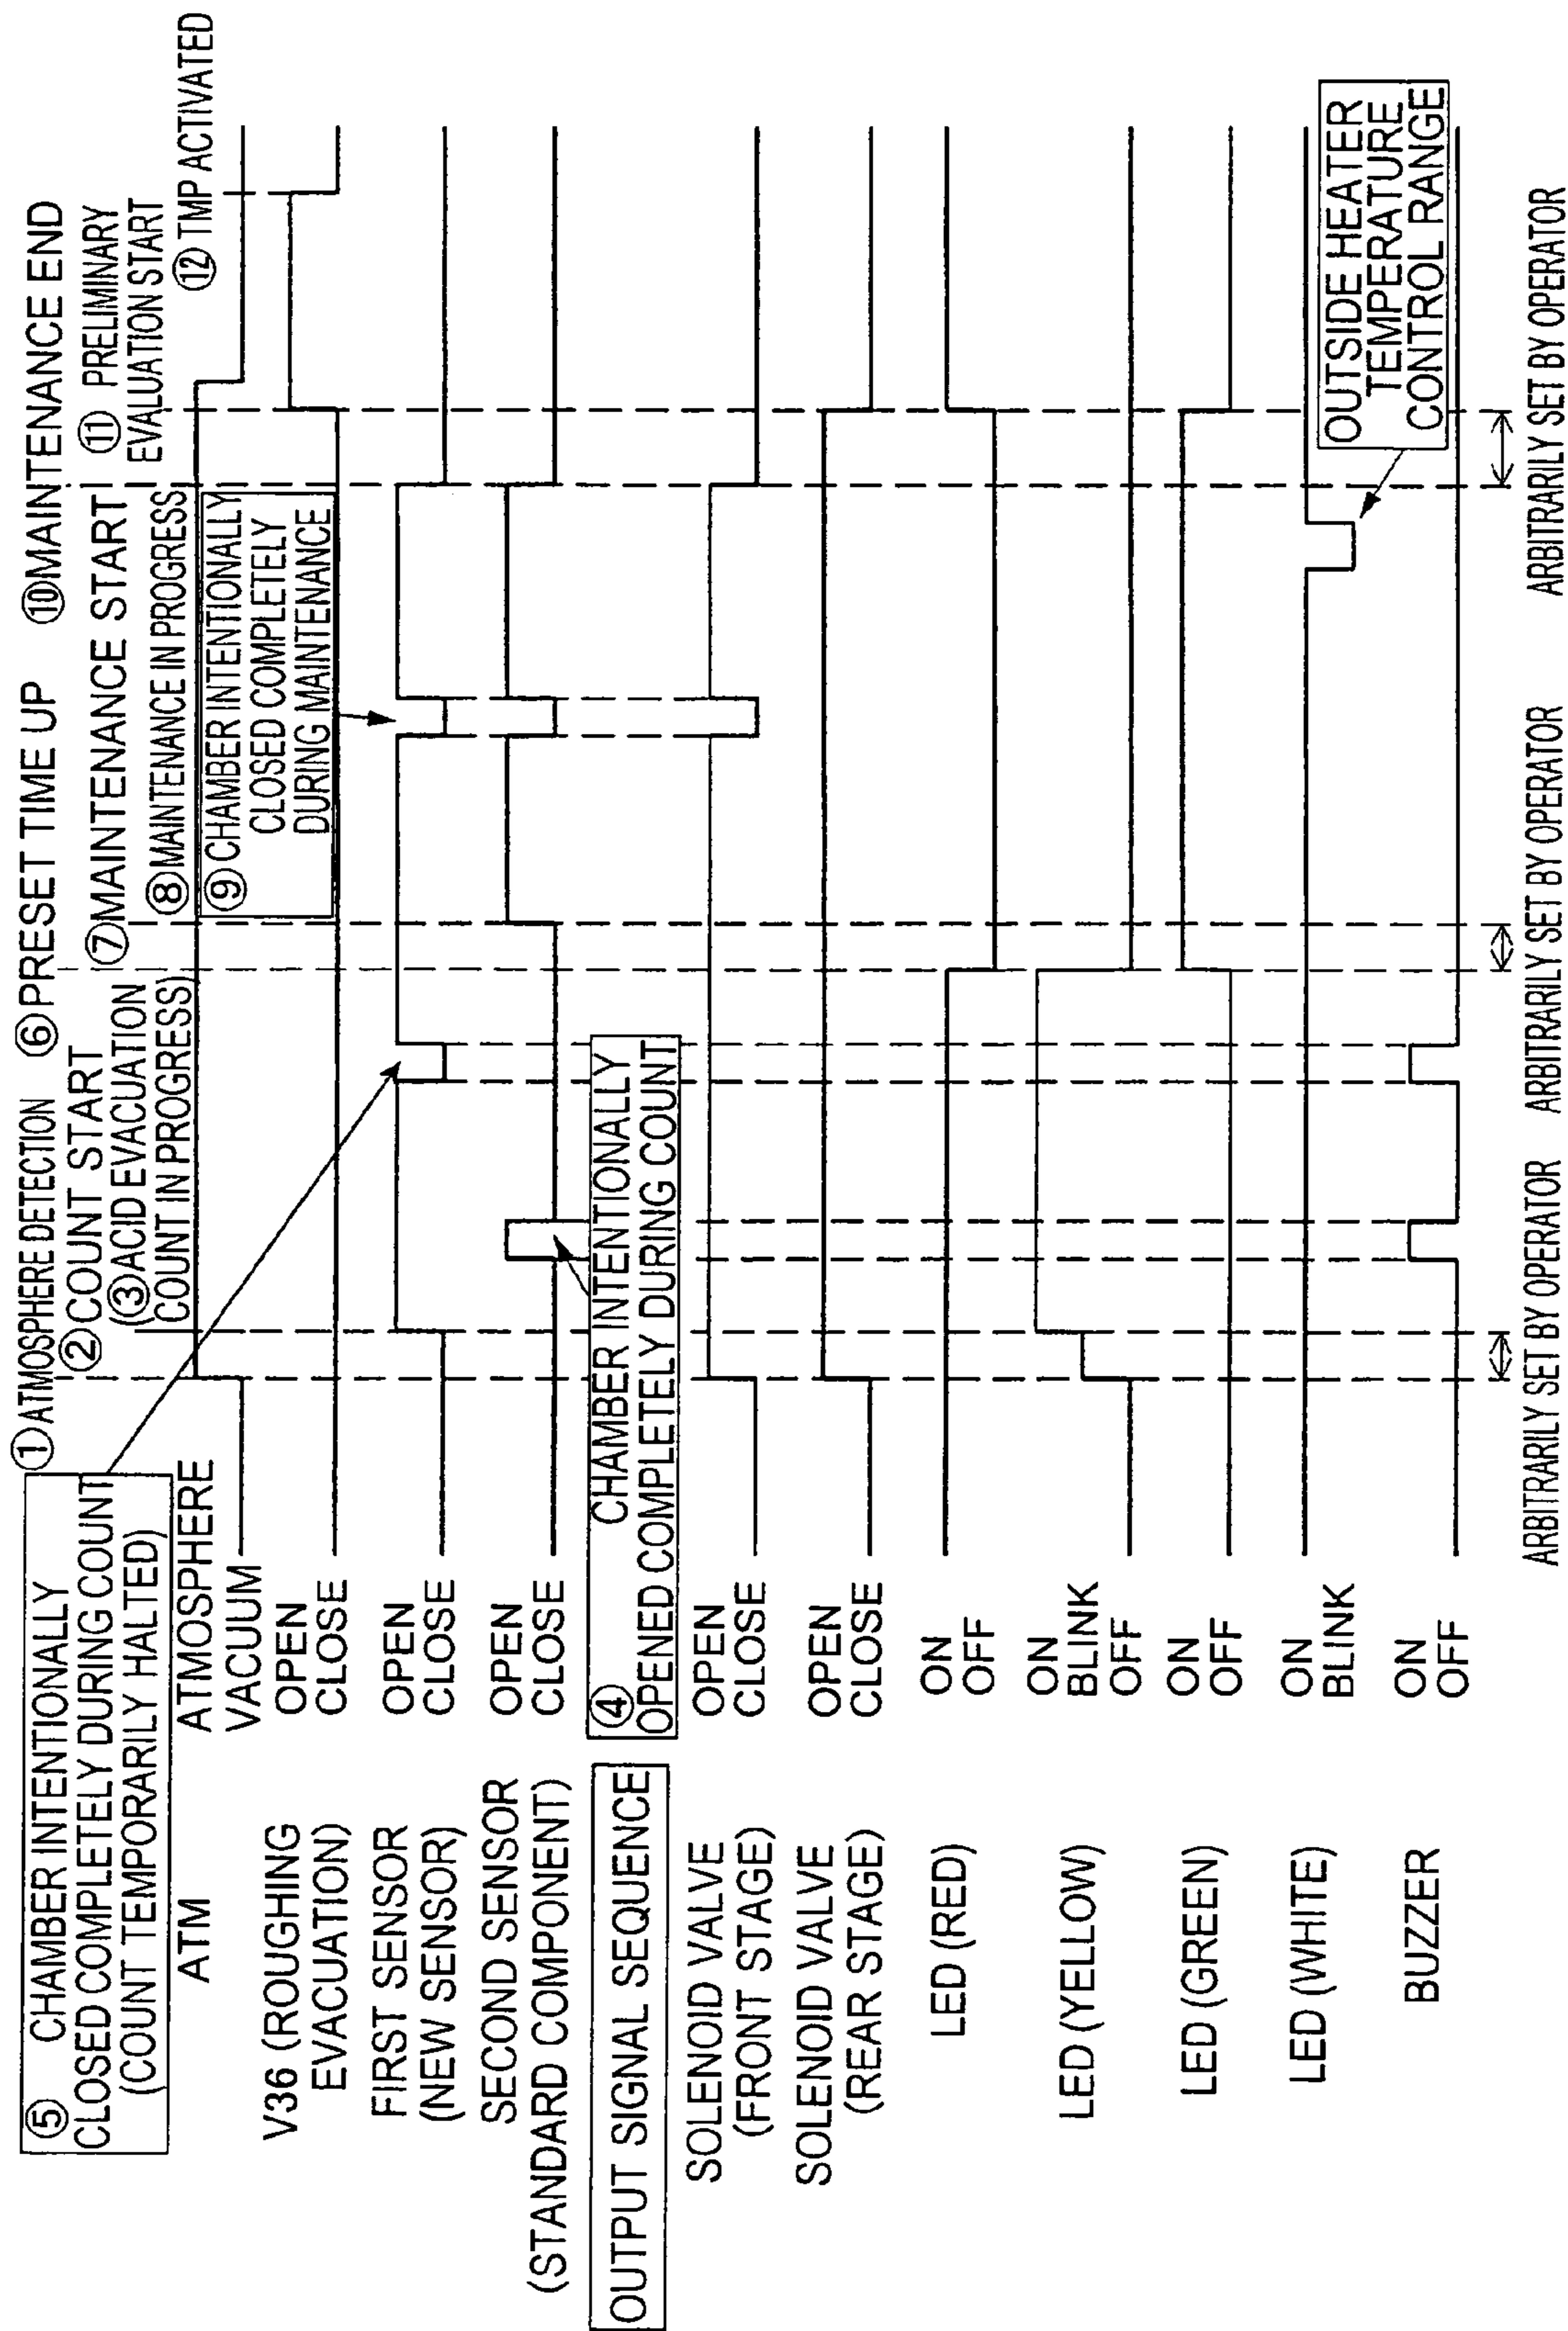 ① ATMOSPHERE DETECTION
② COUNT START
(③ ACID EVACUATION
COUNT IN PROGRESS)
⑥ PRESET TIME UP
⑦ MAINTENANCE START
⑧ MAINTENANCE IN PROGRESS
⑨ CHAMBER INTENTIONALLY
CLOSED COMPLETELY
DURING MAINTENANCE
⑩ MAINTENANCE END
⑪ PRELIMINARY
EVALUATION START
⑫ TMP ACTIVATED
⑤ CHAMBER INTENTIONALLY
CLOSED COMPLETELY DURING COUNT
(COUNT TEMPORARILY HALTED)
ATM
ATMOSPHERE
VACUUM
V36 (ROUGHING
EVACUATION)
OPEN
CLOSE
FIRST SENSOR
(NEW SENSOR)
OPEN
CLOSE
SECOND SENSOR
(STANDARD COMPONENT)
OPEN
CLOSE
OUTPUT SIGNAL SEQUENCE
④ CHAMBER INTENTIONALLY
OPENED COMPLETELY DURING COUNT
SOLENOID VALVE
(FRONT STAGE)
OPEN
CLOSE
SOLENOID VALVE
(REAR STAGE)
OPEN
CLOSE
LED (RED)
ON
OFF
LED (YELLOW)
ON
BLINK
OFF
LED (GREEN)
ON
OFF
LED (WHITE)
ON
BLINK
OUTSIDE HEATER
TEMPERATURE
CONTROL RANGE
BUZZER
ON
OFF
ARBITRARILY SET BY OPERATOR
ARBITRARILY SET BY OPERATOR
ARBITRARILY SET BY OPERATOR